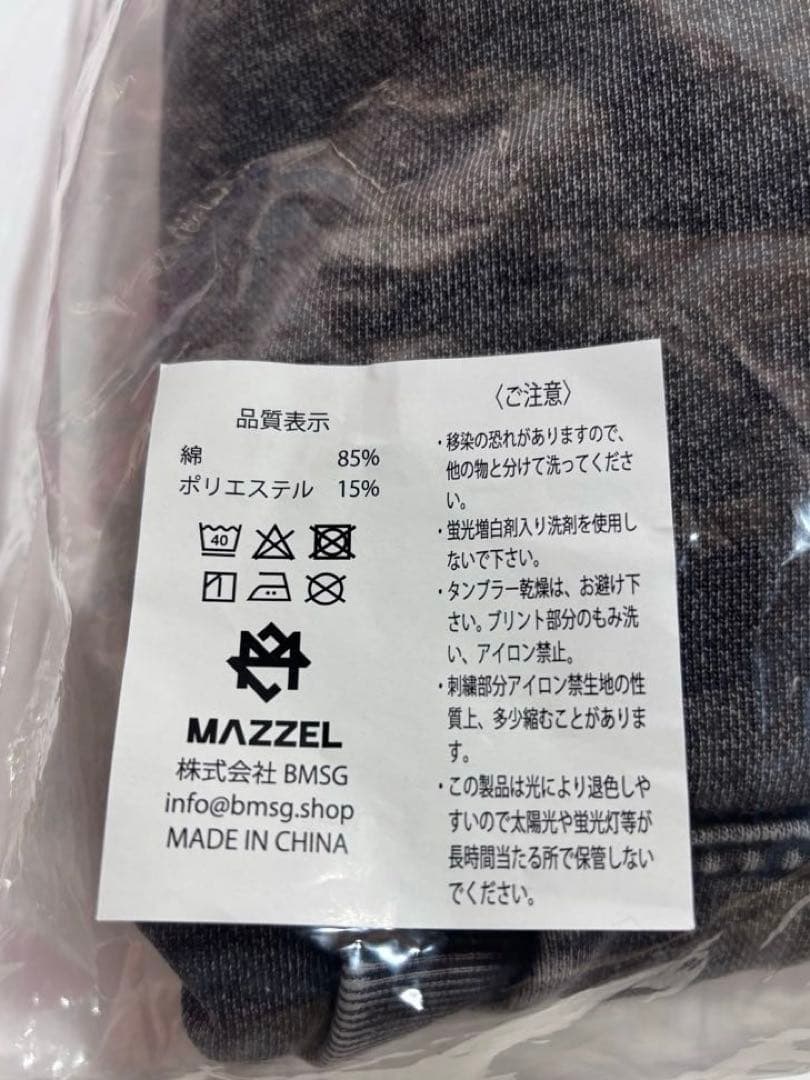 品質表示
綿 85%
ポリエステル 15%
40
MAZZEL
株式会社 BMSG
info@bmsg.shop
MADE IN CHINA
〈ご注意〉
・移染の恐れがありますので、
他の物と分けて洗ってくださ
い。
・蛍光増白剤入り洗剤を使用し
ないで下さい。
・タンブラー乾燥は、お避け下
さい。プリント部分のもみ洗
い、アイロン禁止。
・刺繍部分アイロン禁生地の性
質上、多少縮むことがありま
す。
・この製品は光により退色しや
すいので太陽光や蛍光灯等が
長時間当たる所で保管しない
でください。